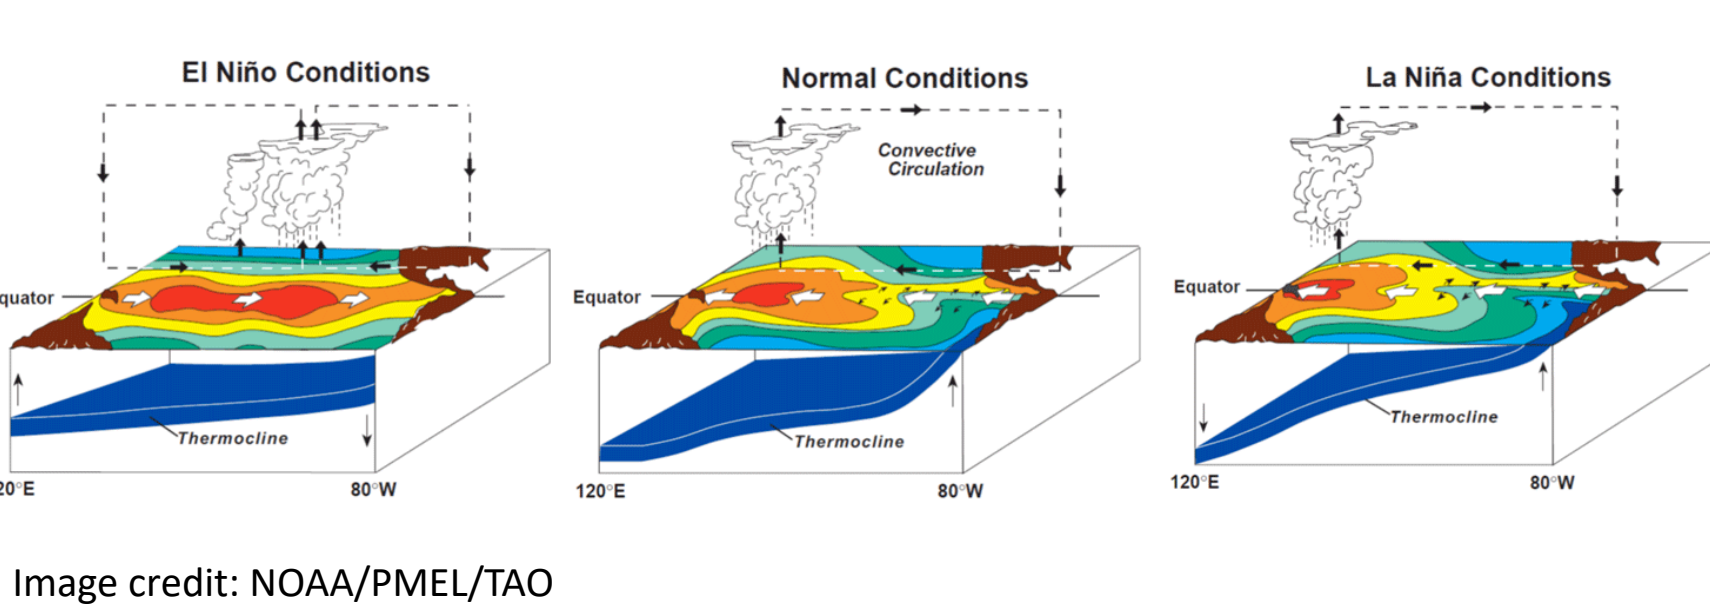 El Niño Conditions
Normal Conditions
La Niña Conditions
Convective
Circulation
quator
Equator
Equator
Thermocline
Thermocline
Thermocline
20°E
80°W
120°E
80°W
120°E
80°W
Image credit: NOAA/PMEL/TAO